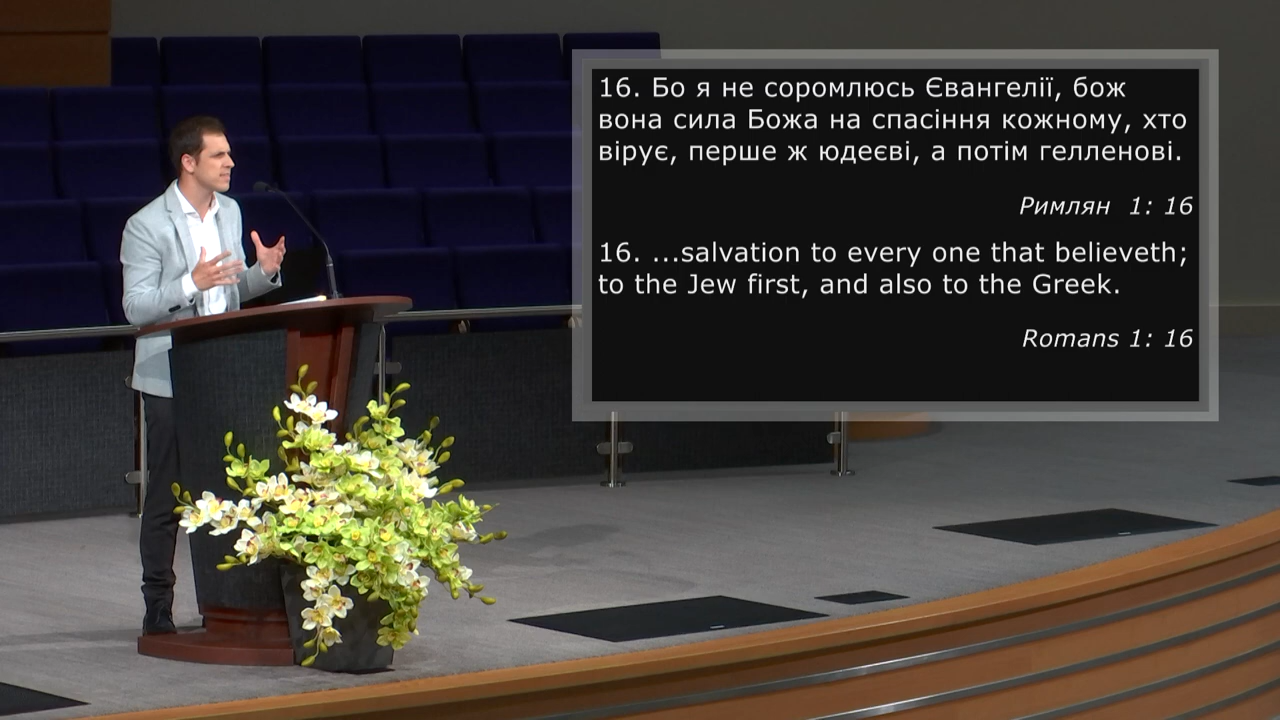 16. Бо я не соромлюсь Євангелії, бож
вона сила Божа на спасіння кожному, хто
вірує, перше ж юдеєві, а потім гелленові.
Римлян 1: 16
16. ...salvation to every one that believeth;
to the Jew first, and also to the Greek.
Romans 1: 16